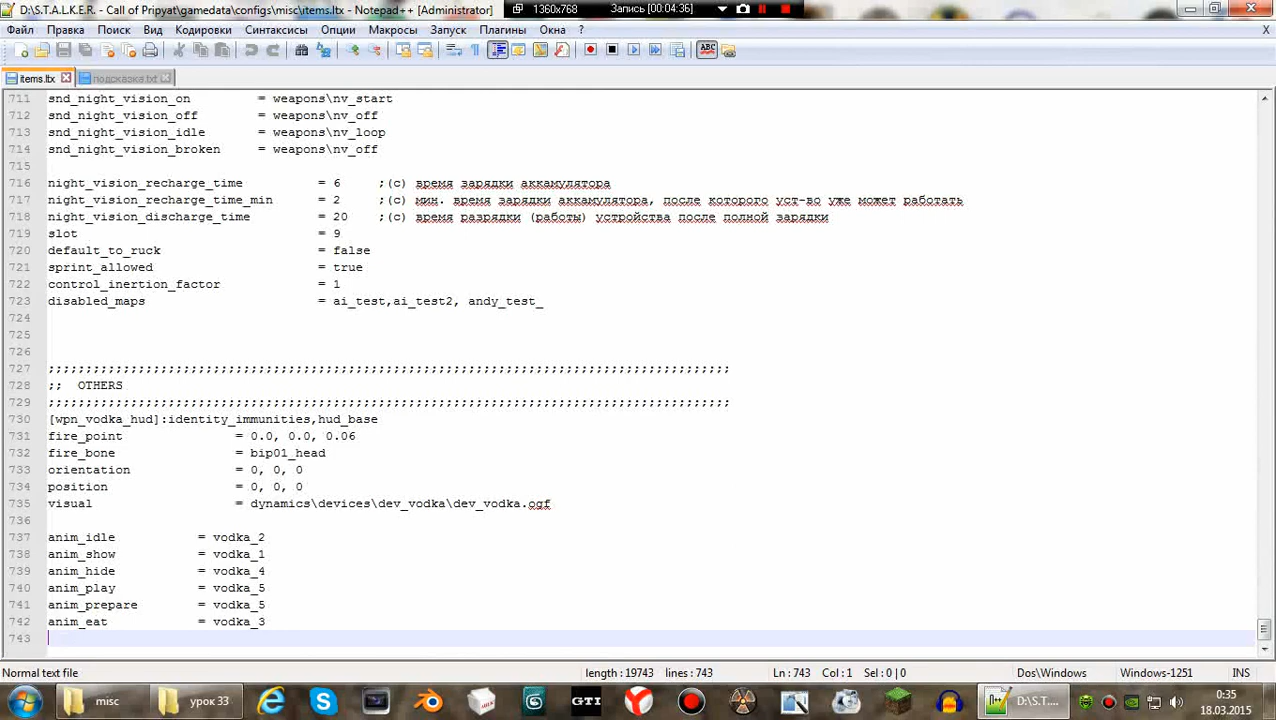 D:\S.T.A.L.K.E.R. - Call of Pripyat\gamedata\configs\misc\items.ltx - Notepad++ [Administrator]
1360x768
Запись [00:04:36]
Файл Правка Поиск Вид Кодировки Синтаксисы Опции Макросы Запуск Плагины Окна ? X
ABC
items.ltx подсказка.txt
711 snd_night_vision_on = weapons\nv_start
712 snd_night_vision_off = weapons\nv_off
713 snd_night_vision_idle = weapons\nv_loop
714 snd_night_vision_broken = weapons\nv_off
715
716 night_vision_recharge_time = 6 ;(с) время зарядки аккамулятора
717 night_vision_recharge_time_min = 2 ;(с) мин. время зарядки аккамулятора, после которого уст-во уже может работать
718 night_vision_discharge_time = 20 ;(с) время разрядки (работы) устройства после полной зарядки
719 slot = 9
720 default_to_ruck = false
721 sprint_allowed = true
722 control_inertion_factor = 1
723 disabled_maps = ai_test,ai_test2, andy_test_
724
725
726
727 ;;;;;;;;;;;;;;;;;;;;;;;;;;;;;;;;;;;;;;;;;;;;;;;;;;;;;;;;;;;;;;;;;;;;;;;;;;;;;;;;;;;;;;;;;;;
728 ;; OTHERS
729 ;;;;;;;;;;;;;;;;;;;;;;;;;;;;;;;;;;;;;;;;;;;;;;;;;;;;;;;;;;;;;;;;;;;;;;;;;;;;;;;;;;;;;;;;;;;
730 [wpn_vodka_hud]:identity_immunities,hud_base
731 fire_point = 0.0, 0.0, 0.06
732 fire_bone = bip01_head
733 orientation = 0, 0, 0
734 position = 0, 0, 0
735 visual = dynamics\devices\dev_vodka\dev_vodka.ogf
736
737 anim_idle = vodka_2
738 anim_show = vodka_1
739 anim_hide = vodka_4
740 anim_play = vodka_5
741 anim_prepare = vodka_5
742 anim_eat = vodka_3
743
Normal text file length : 19743 lines : 743 Ln : 743 Col : 1 Sel : 0 | 0 Dos\Windows Windows-1251 INS
misc урок 33 GTI D:\S.T.... 0:35
18.03.2015